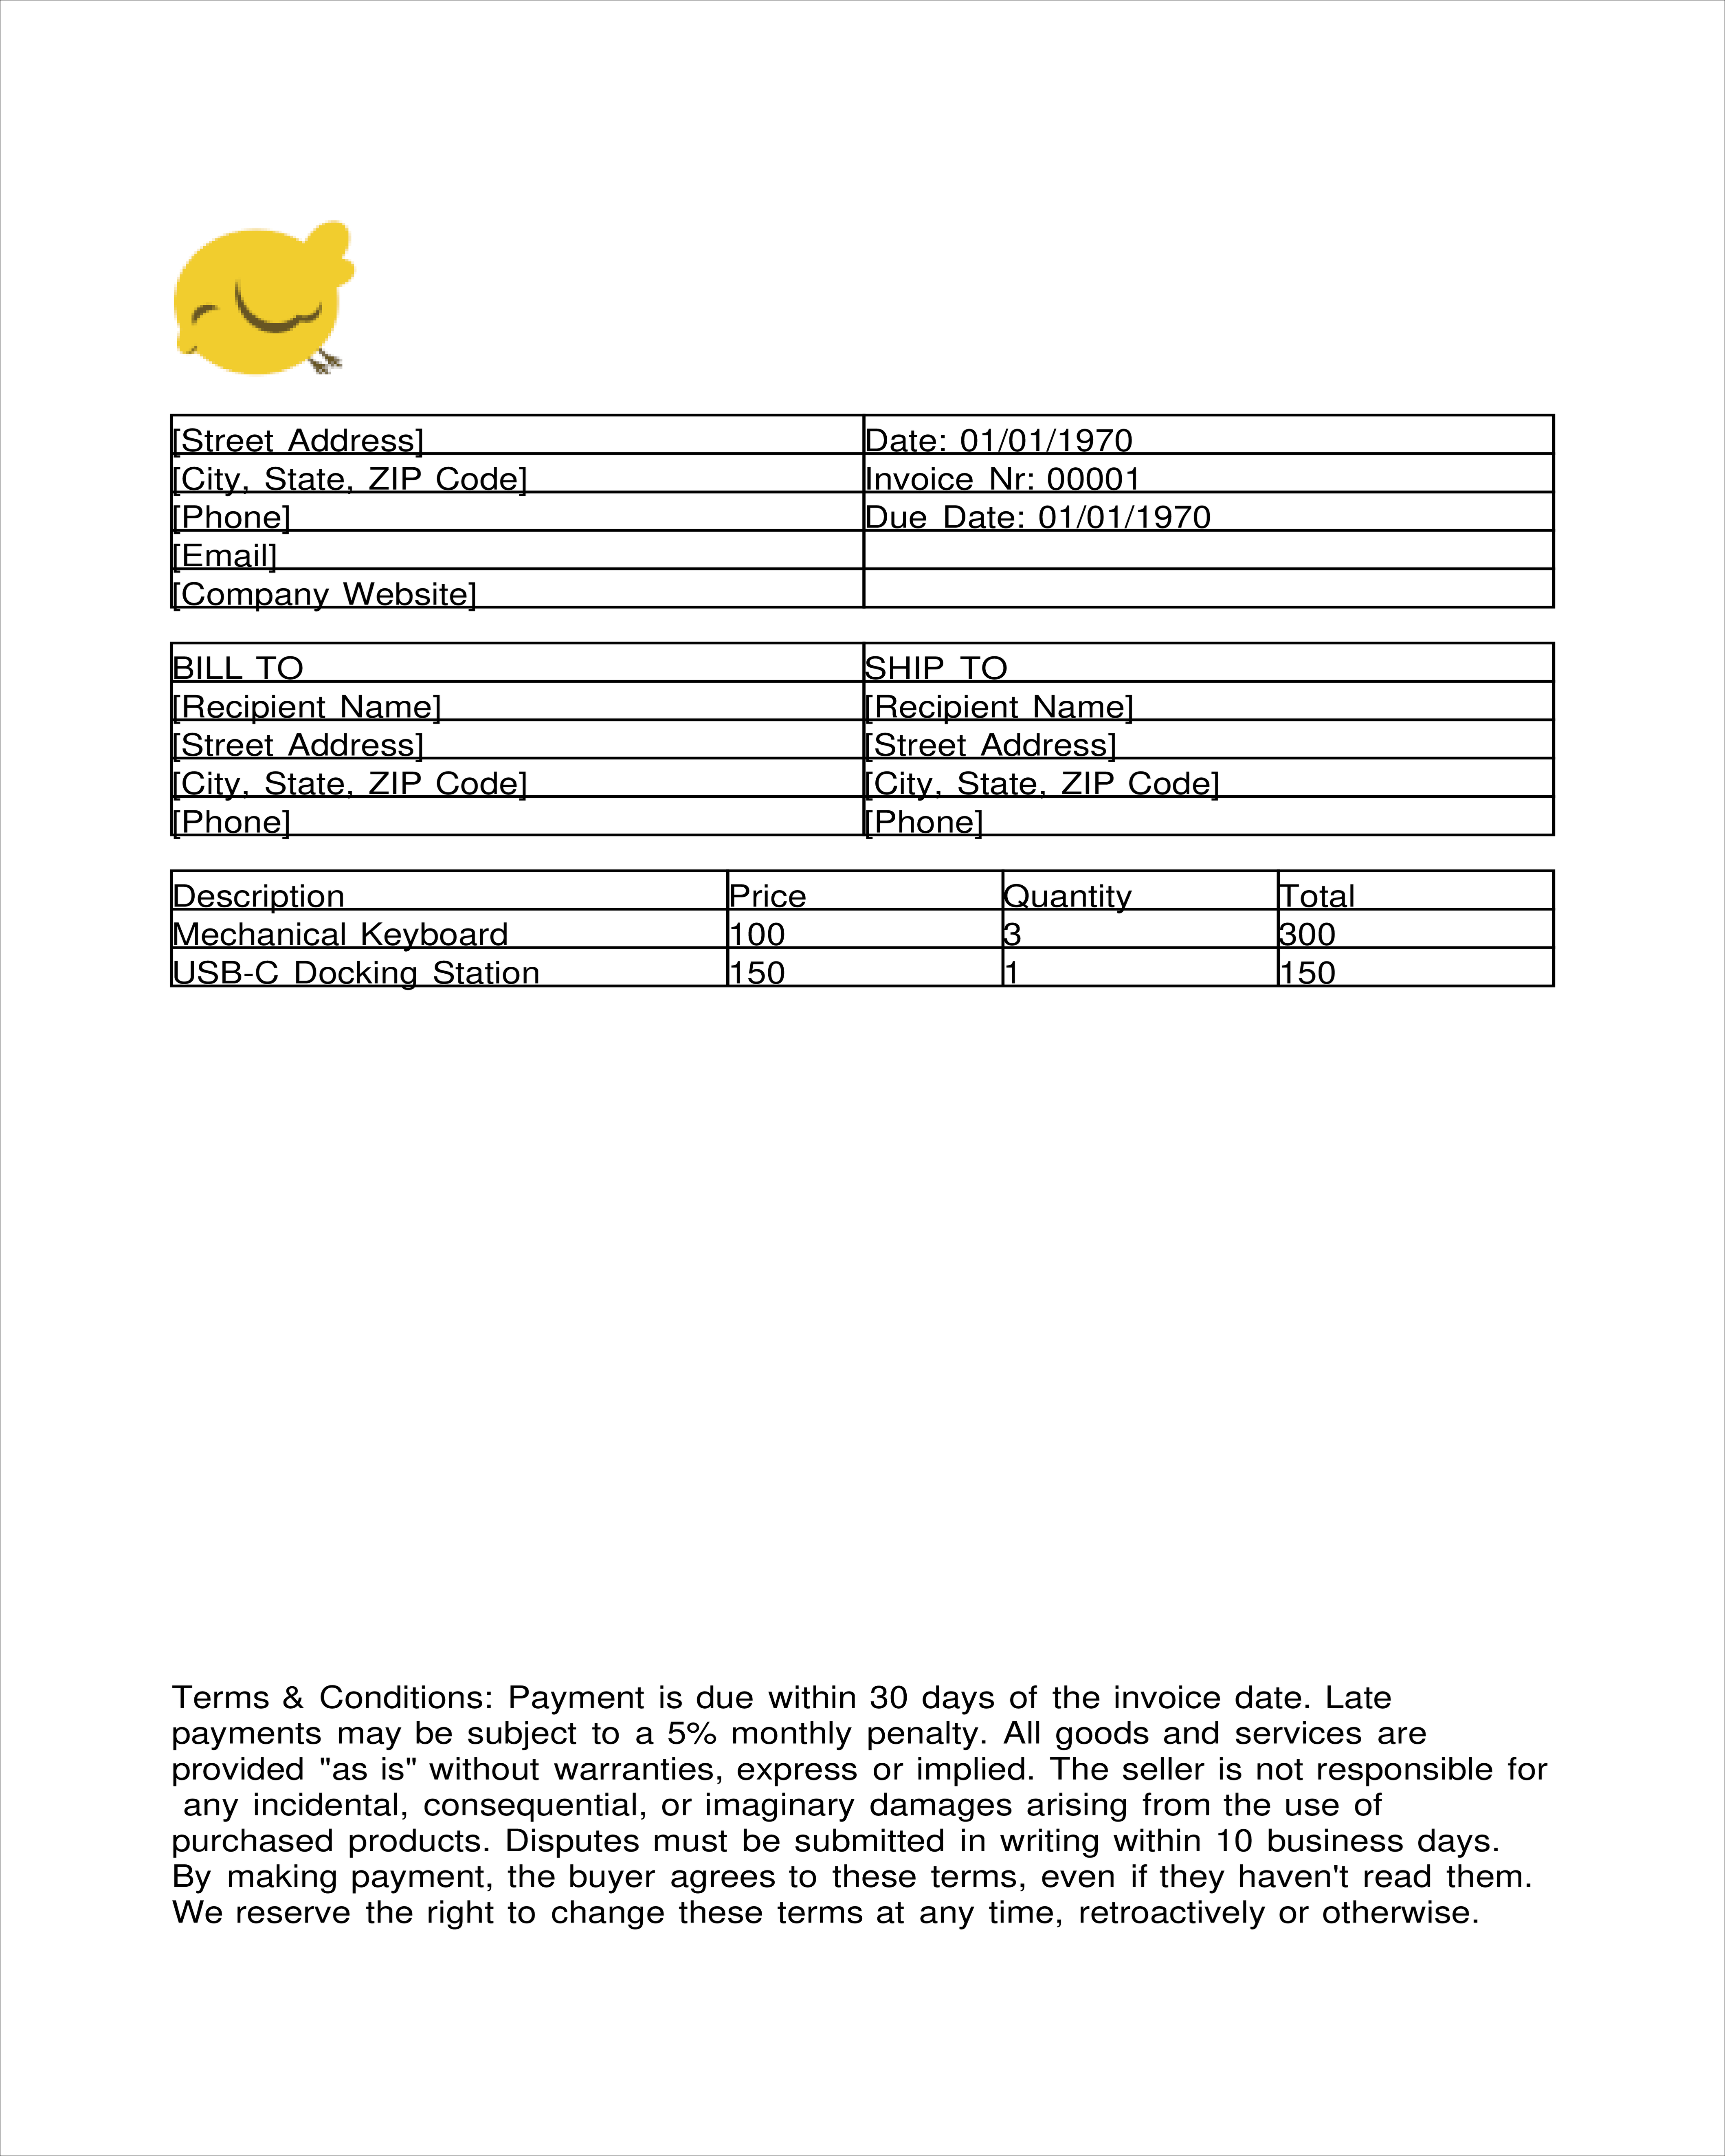 [Street Address] Date: 01/01/1970
[City, State, ZIP Code] Invoice Nr: 00001
[Phone] Due Date: 01/01/1970
[Email]
[Company Website]
BILL TO SHIP TO
[Recipient Name] [Recipient Name]
[Street Address] [Street Address]
[City, State, ZIP Code] [City, State, ZIP Code]
[Phone] [Phone]
Description Price Quantity Total
Mechanical Keyboard 100 3 300
USB-C Docking Station 150 1 150
Terms & Conditions: Payment is due within 30 days of the invoice date. Late
payments may be subject to a 5% monthly penalty. All goods and services are
provided "as is" without warranties, express or implied. The seller is not responsible for
any incidental, consequential, or imaginary damages arising from the use of
purchased products. Disputes must be submitted in writing within 10 business days.
By making payment, the buyer agrees to these terms, even if they haven't read them.
We reserve the right to change these terms at any time, retroactively or otherwise.